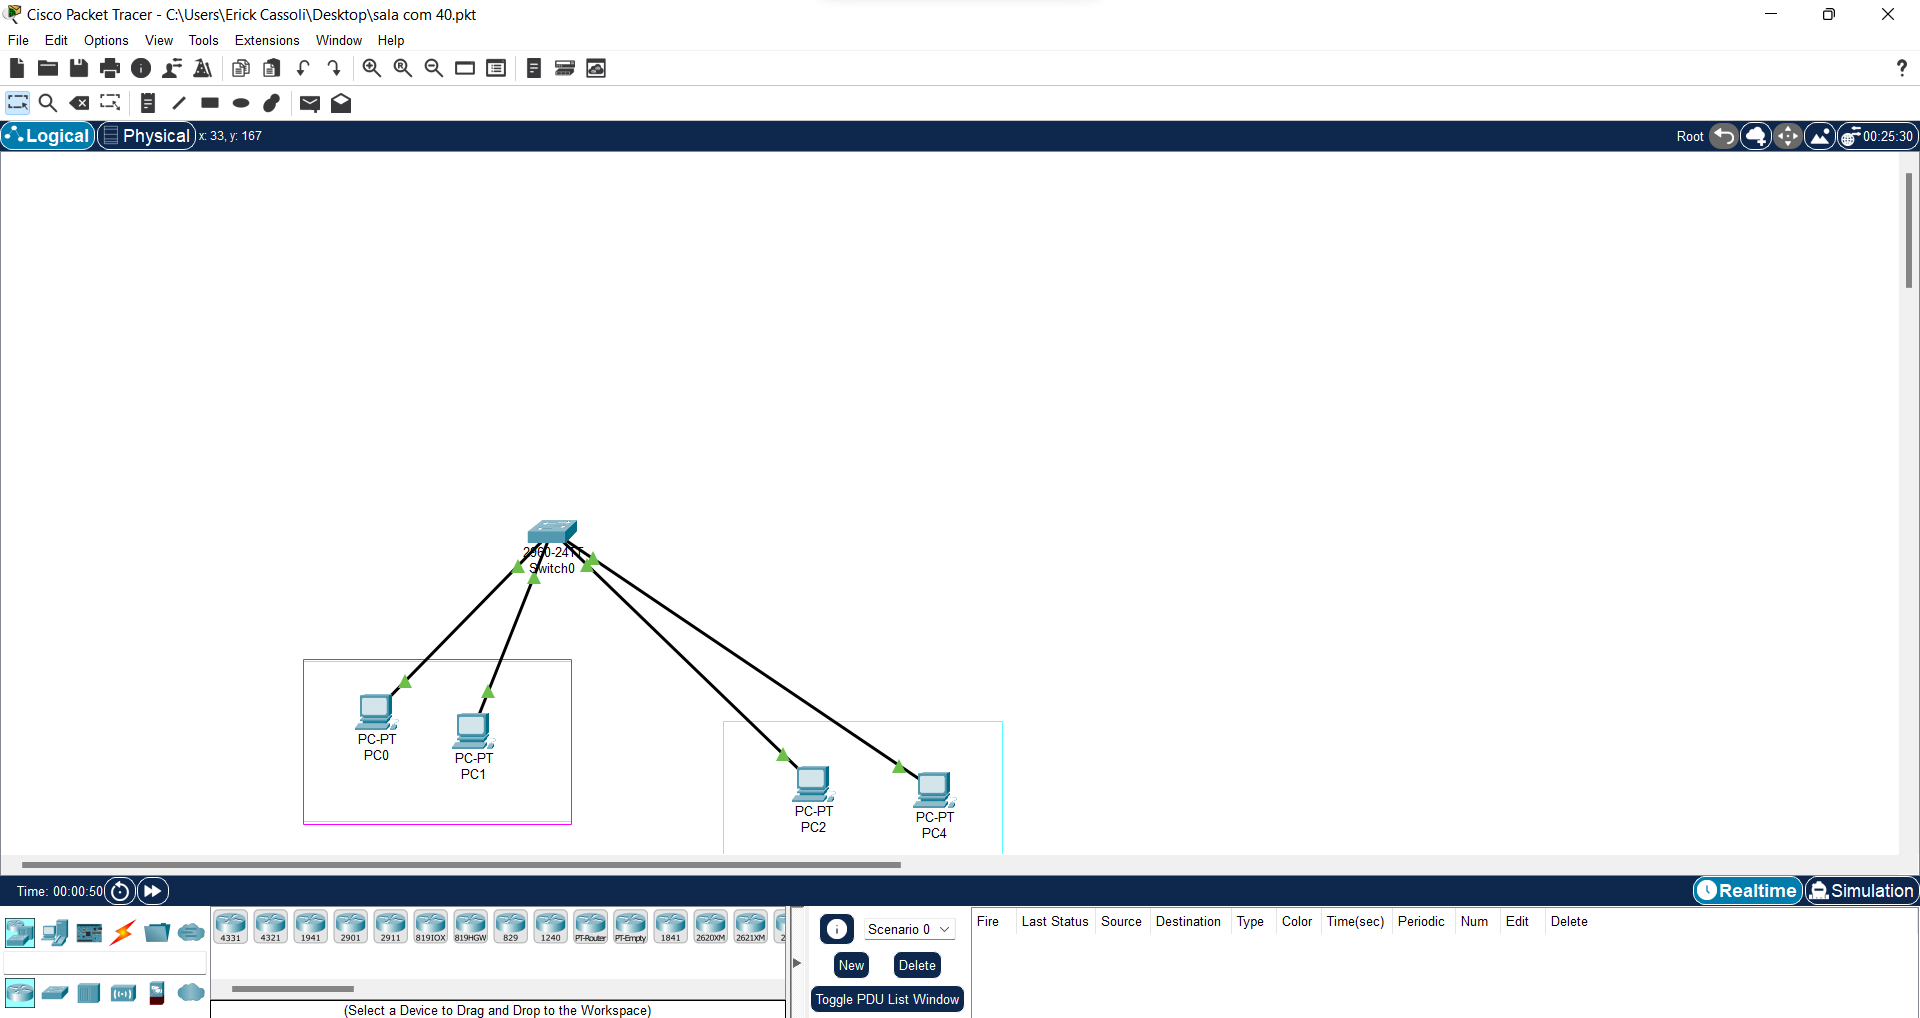 Cisco Packet Tracer - C:\Users\Erick Cassoli\Desktop\sala com 40.pkt
File Edit Options View Tools Extensions Window Help
?
Logical Physical x: 33, y: 167 Root 00:25:30
2960-24TT
Switch0
PC-PT
PC0
PC-PT
PC1
PC-PT
PC2
PC-PT
PC4
Time: 00:00:50 Realtime Simulation
4331 4321 1941 2901 2911 819IOX 819HGW 829 1240 PT-Router PT-Empty 1841 2620XM 2621XM 2
(Select a Device to Drag and Drop to the Workspace)
Scenario 0
New Delete
Toggle PDU List Window
Fire Last Status Source Destination Type Color Time(sec) Periodic Num Edit Delete